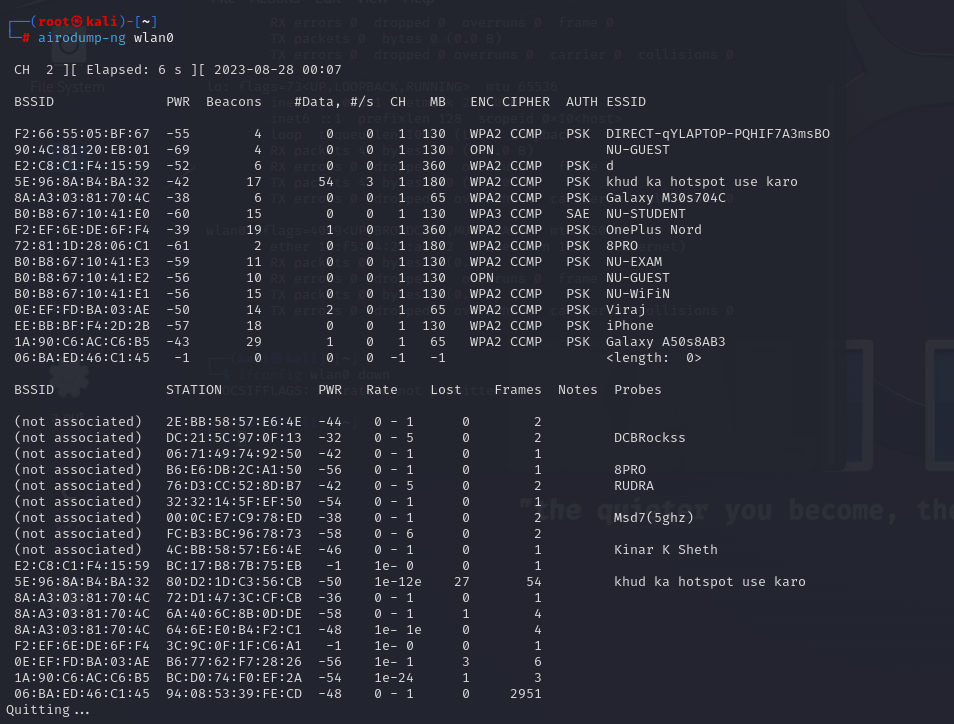 ┌──(root㉿kali)-[~]
└─# airodump-ng wlan0
CH 2 ][ Elapsed: 6 s ][ 2023-08-28 00:07
BSSID PWR Beacons #Data, #/s CH MB ENC CIPHER AUTH ESSID
F2:66:55:05:BF:67 -55 4 0 0 1 130 WPA2 CCMP PSK DIRECT-qYLAPTOP-PQHIF7A3msBO
90:4C:81:20:EB:01 -69 4 0 0 1 130 OPN NU-GUEST
E2:C8:C1:F4:15:59 -52 6 0 0 1 360 WPA2 CCMP PSK d
5E:96:8A:B4:BA:32 -42 17 54 3 1 180 WPA2 CCMP PSK khud ka hotspot use karo
8A:A3:03:81:70:4C -38 6 0 0 1 65 WPA2 CCMP PSK Galaxy M30s704C
B0:B8:67:10:41:E0 -60 15 0 0 1 130 WPA3 CCMP SAE NU-STUDENT
F2:EF:6E:DE:6F:F4 -39 19 1 0 1 360 WPA2 CCMP PSK OnePlus Nord
72:81:1D:28:06:C1 -61 2 0 0 1 180 WPA2 CCMP PSK 8PRO
B0:B8:67:10:41:E3 -59 11 0 0 1 130 WPA2 CCMP PSK NU-EXAM
B0:B8:67:10:41:E2 -56 10 0 0 1 130 OPN NU-GUEST
B0:B8:67:10:41:E1 -56 15 0 0 1 130 WPA2 CCMP PSK NU-WiFiN
0E:EF:FD:BA:03:AE -50 14 2 0 1 65 WPA2 CCMP PSK Viraj
EE:BB:BF:F4:2D:2B -57 18 0 0 1 130 WPA2 CCMP PSK iPhone
1A:90:C6:AC:C6:B5 -43 29 1 0 1 65 WPA2 CCMP PSK Galaxy A50s8AB3
06:BA:ED:46:C1:45 -1 0 0 0 -1 -1 <length: 0>
BSSID STATION PWR Rate Lost Frames Notes Probes
(not associated) 2E:BB:58:57:E6:4E -44 0 - 1 0 2
(not associated) DC:21:5C:97:0F:13 -32 0 - 5 0 2 DCBRockss
(not associated) 06:71:49:74:92:50 -42 0 - 1 0 1
(not associated) B6:E6:DB:2C:A1:50 -56 0 - 1 0 1 8PRO
(not associated) 76:D3:CC:52:8D:B7 -42 0 - 5 0 2 RUDRA
(not associated) 32:32:14:5F:EF:50 -54 0 - 1 0 1
(not associated) 00:0C:E7:C9:78:ED -38 0 - 1 0 2 Msd7(5ghz)
(not associated) FC:B3:BC:96:78:73 -58 0 - 6 0 2
(not associated) 4C:BB:58:57:E6:4E -46 0 - 1 0 1 Kinar K Sheth
E2:C8:C1:F4:15:59 BC:17:B8:7B:75:EB -1 1e- 0 0 1
5E:96:8A:B4:BA:32 80:D2:1D:C3:56:CB -50 1e-12e 27 54 khud ka hotspot use karo
8A:A3:03:81:70:4C 72:D1:47:3C:CF:CB -36 0 - 1 0 1
8A:A3:03:81:70:4C 6A:40:6C:8B:0D:DE -58 0 - 1 1 4
8A:A3:03:81:70:4C 64:6E:E0:B4:F2:C1 -48 1e- 1e 0 4
F2:EF:6E:DE:6F:F4 3C:9C:0F:1F:C6:A1 -1 1e- 0 0 1
0E:EF:FD:BA:03:AE B6:77:62:F7:28:26 -56 1e- 1 3 6
1A:90:C6:AC:C6:B5 BC:D0:74:F0:EF:2A -54 1e-24 1 3
06:BA:ED:46:C1:45 94:08:53:39:FE:CD -48 0 - 1 0 2951
Quitting...
"the quieter you become, the